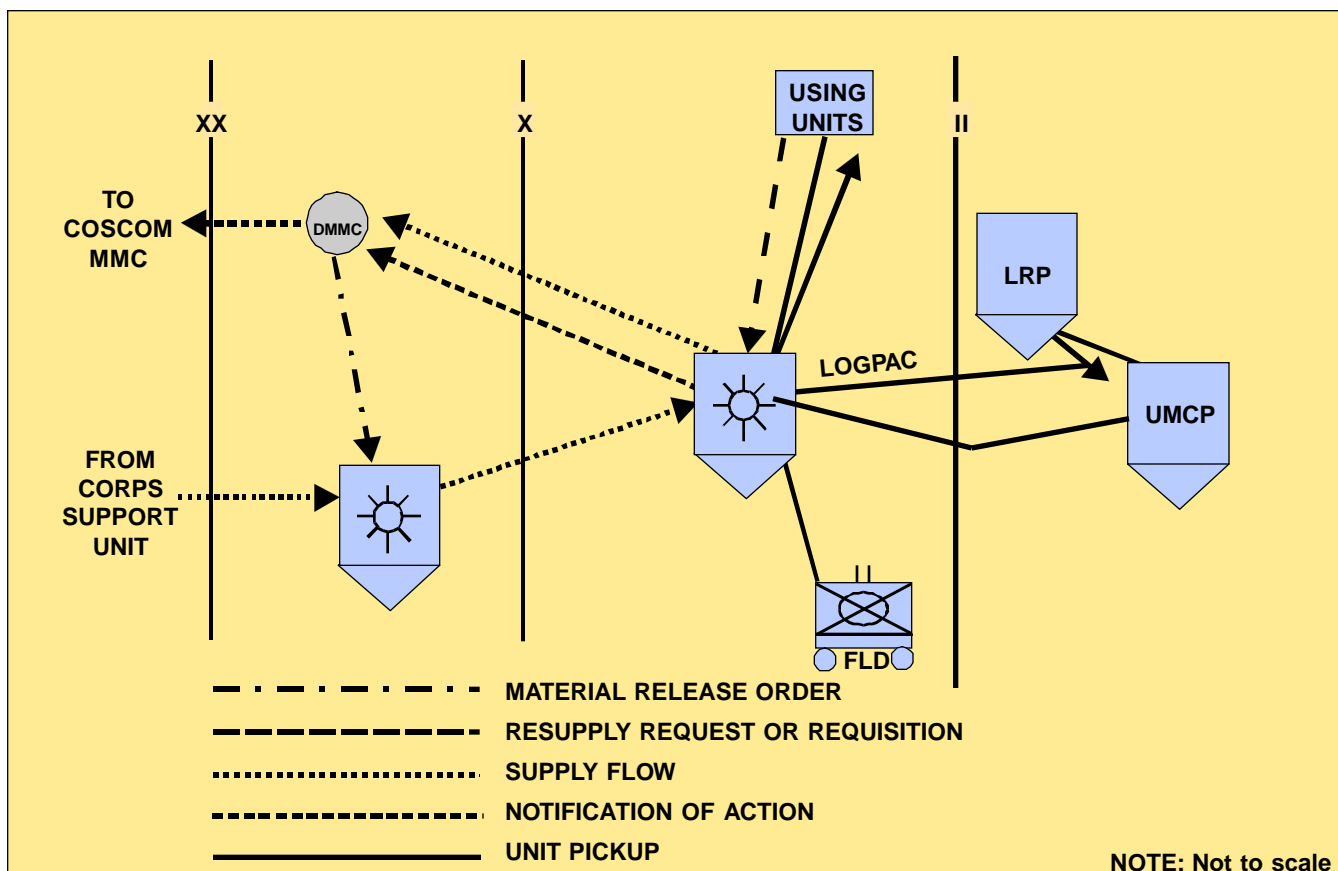 XX
X
USING
UNITS
II
TO
COSCOM
MMC
DMMC
LRP
LOGPAC
UMCP
FROM
CORPS
SUPPORT
UNIT
FLD
MATERIAL RELEASE ORDER
RESUPPLY REQUEST OR REQUISITION
SUPPLY FLOW
NOTIFICATION OF ACTION
UNIT PICKUP
NOTE: Not to scale